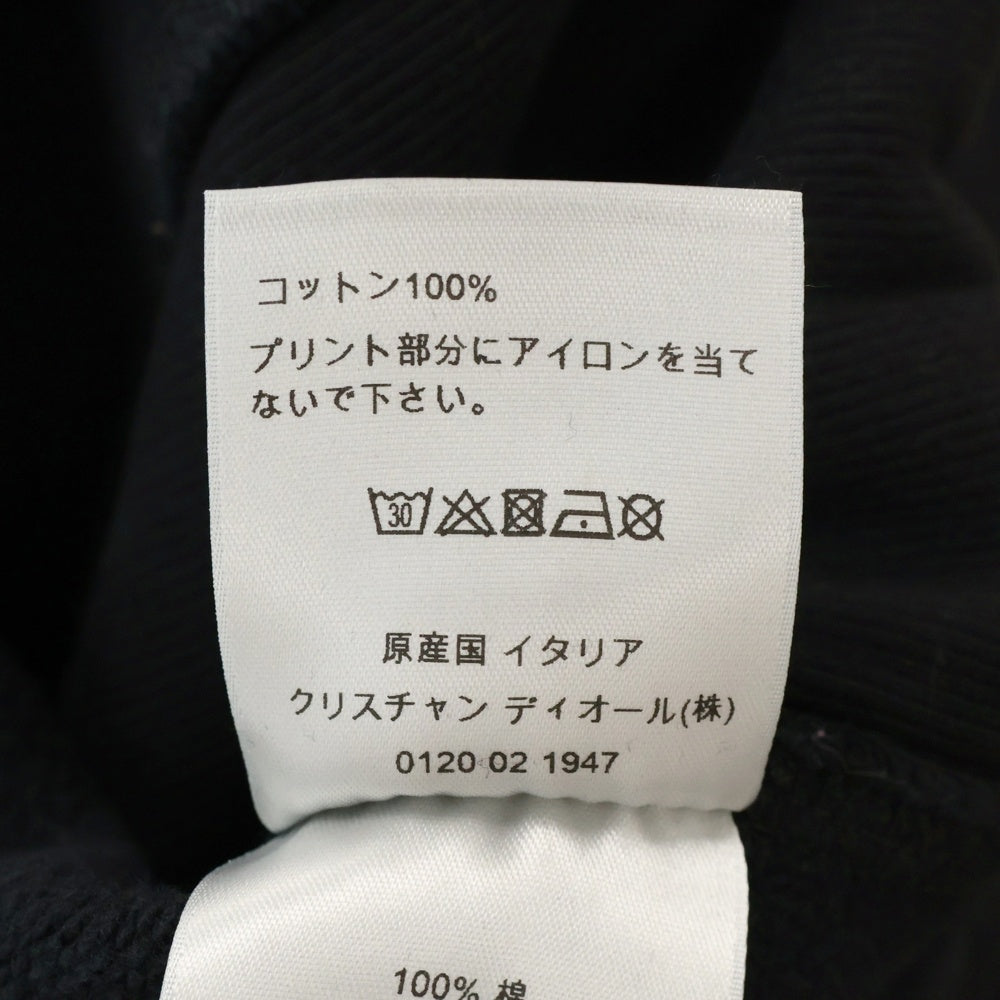 コットン100%
プリント部分にアイロンを当て
ないで下さい。
30
原産国 イタリア
クリスチャン ディオール(株)
0120 02 1947
100% 棉